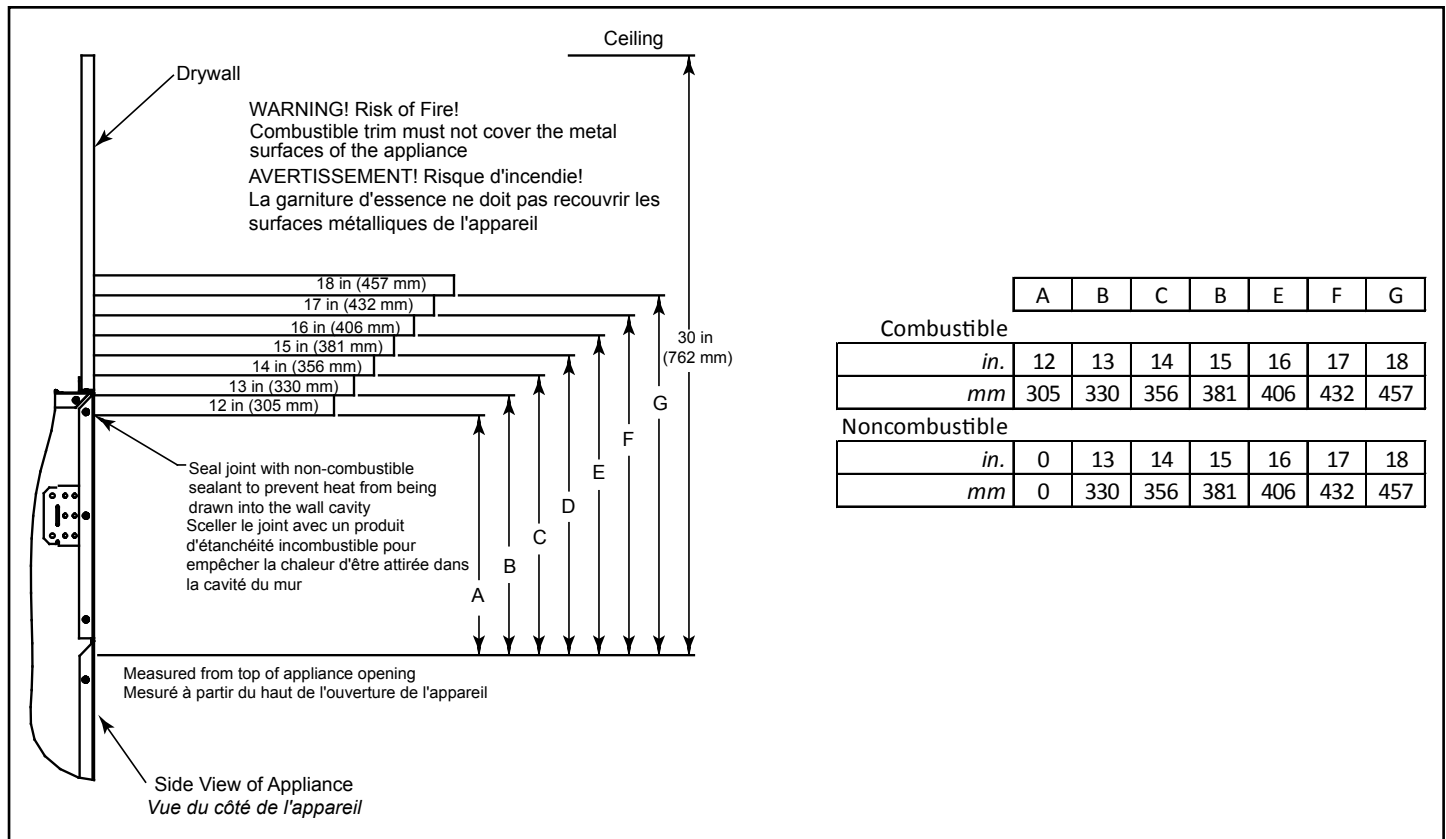 Ceiling
Drywall
WARNING! Risk of Fire!
Combustible trim must not cover the metal
surfaces of the appliance
AVERTISSEMENT! Risque d'incendie!
La garniture d'essence ne doit pas recouvrir les
surfaces métalliques de l'appareil
18 in (457 mm)
17 in (432 mm)
16 in (406 mm)
15 in (381 mm)
14 in (356 mm)
13 in (330 mm)
12 in (305 mm)
30 in
(762 mm)
G
F
E
D
C
B
A
Seal joint with non-combustible
sealant to prevent heat from being
drawn into the wall cavity
Sceller le joint avec un produit
d'étanchéité incombustible pour
empêcher la chaleur d'être attirée dans
la cavité du mur
Measured from top of appliance opening
Mesuré à partir du haut de l'ouverture de l'appareil
Side View of Appliance
Vue du côté de l'appareil
A B C B E F G
Combustible
in. 12 13 14 15 16 17 18
mm 305 330 356 381 406 432 457
Noncombustible
in. 0 13 14 15 16 17 18
mm 0 330 356 381 406 432 457